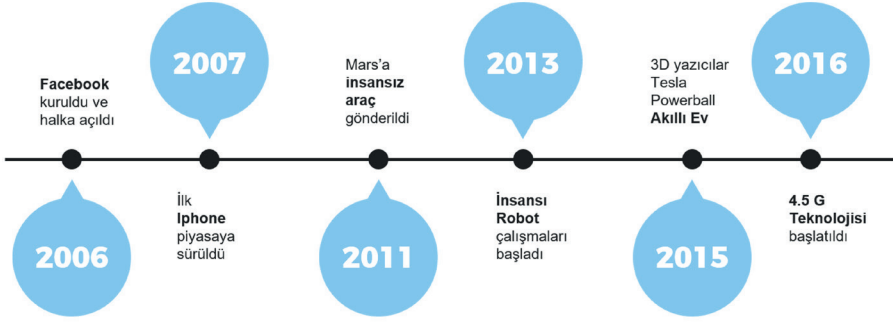 2006
Facebook
kuruldu ve
halka açıldı
2007
İlk
Iphone
piyasaya
sürüldü
2011
Mars'a
insansız
araç
gönderildi
2013
İnsansı
Robot
çalışmaları
başladı
2015
3D yazıcılar
Tesla
Powerball
Akıllı Ev
2016
4.5 G
Teknolojisi
başlatıldı